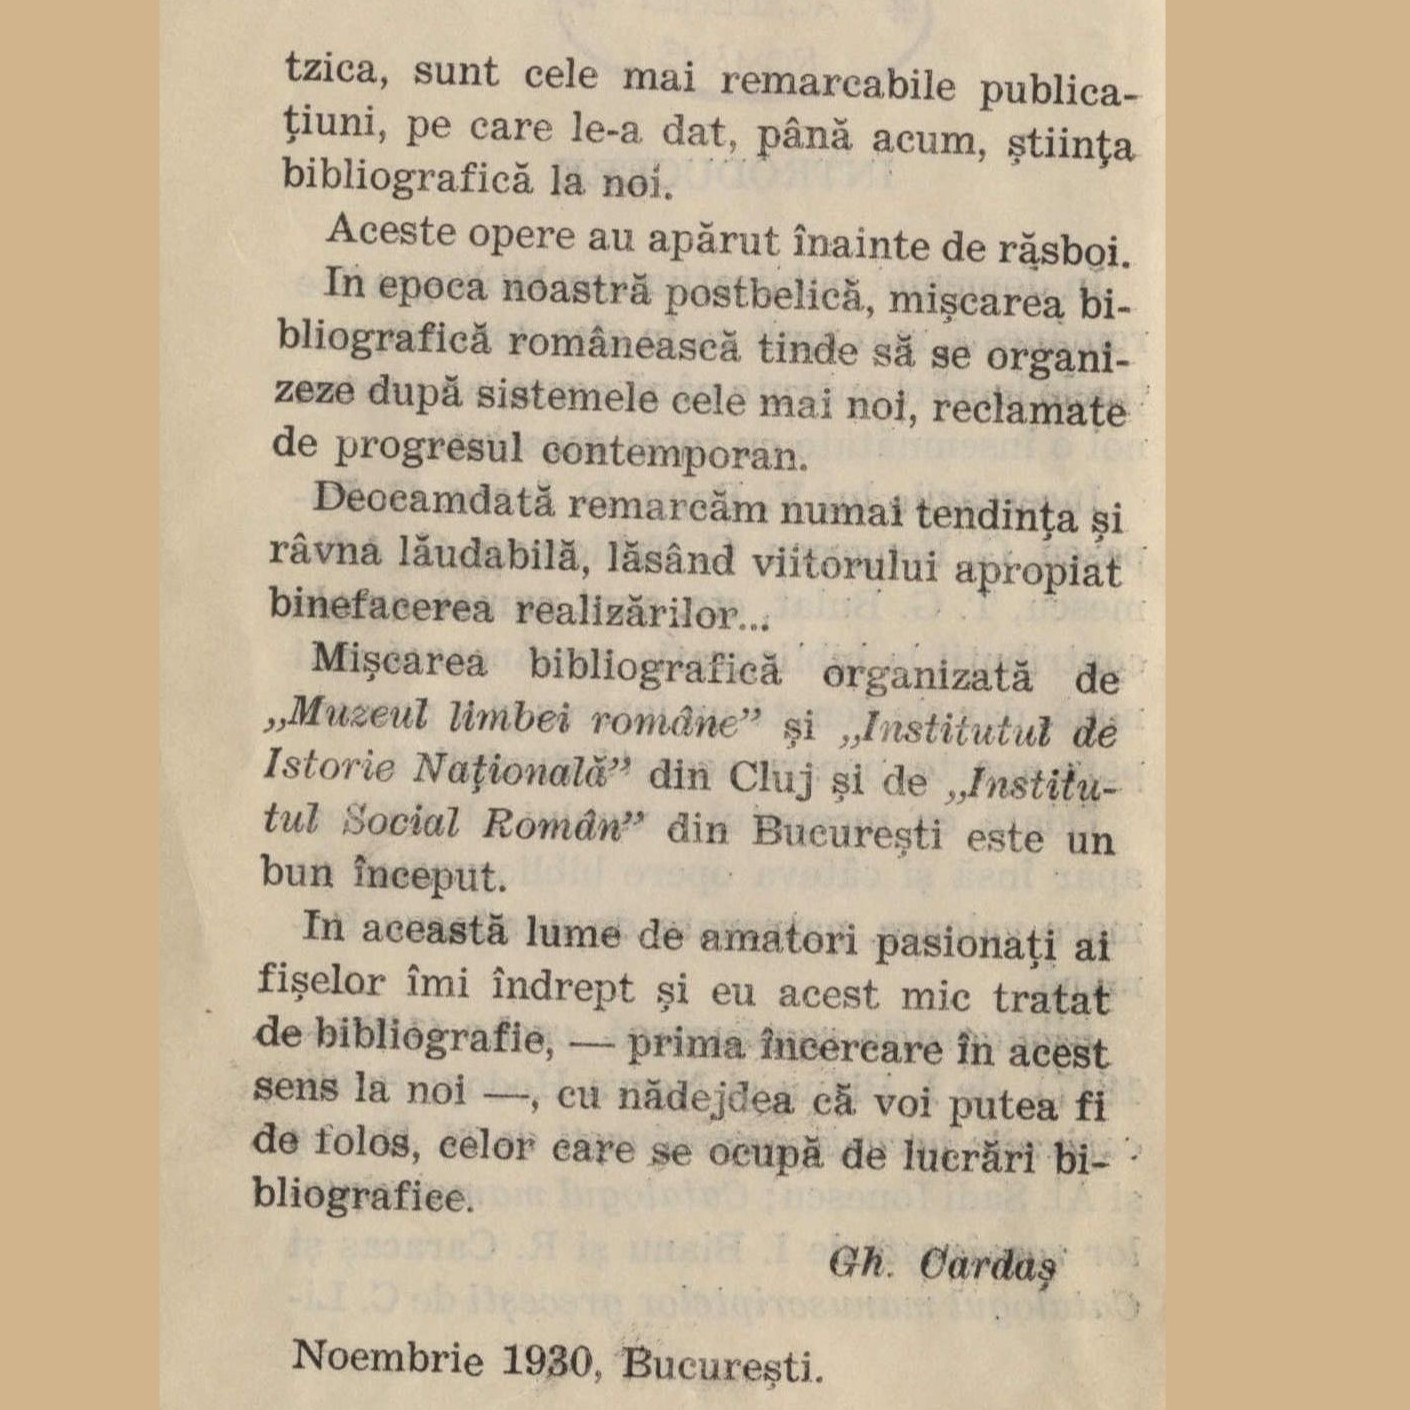 tzica, sunt cele mai remarcabile publica-
țiuni, pe care le-a dat, până acum, știința
bibliografică la noi.
Aceste opere au apărut înainte de răsboi.
In epoca noastră postbelică, mișcarea bi-
bliografică românească tinde să se organi-
zeze după sistemele cele mai noi, reclamate
de progresul contemporan.
Deocamdată remarcăm numai tendința și
râvna lăudabilă, lăsând viitorului apropiat
binefacerea realizărilor...
Mișcarea bibliografică organizată de
„Muzeul limbei române” și „Institutul de
Istorie Națională” din Cluj și de „Institu-
tul Social Român” din București este un
bun început.
In această lume de amatori pasionați ai
fișelor îmi îndrept și eu acest mic tratat
de bibliografie, — prima încercare în acest
sens la noi —, cu nădejdea că voi putea fi
de folos, celor care se ocupă de lucrări bi-
bliografice.
Gh. Cardaș
Noembrie 1930, București.